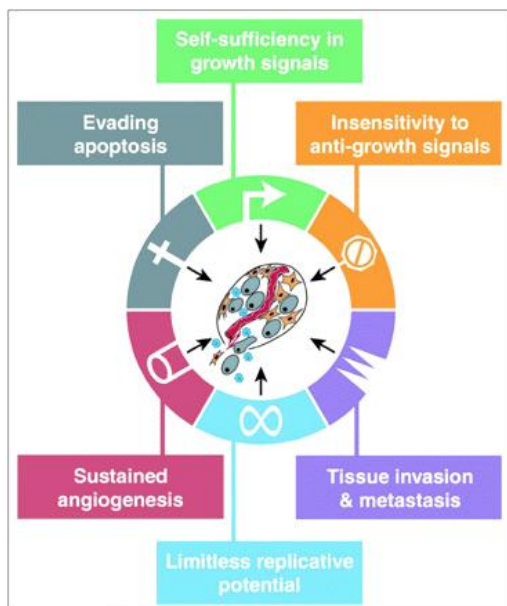 Self-sufficiency in
growth signals
Evading
apoptosis
Insensitivity to
anti-growth signals
Sustained
angiogenesis
Tissue invasion
& metastasis
Limitless replicative
potential